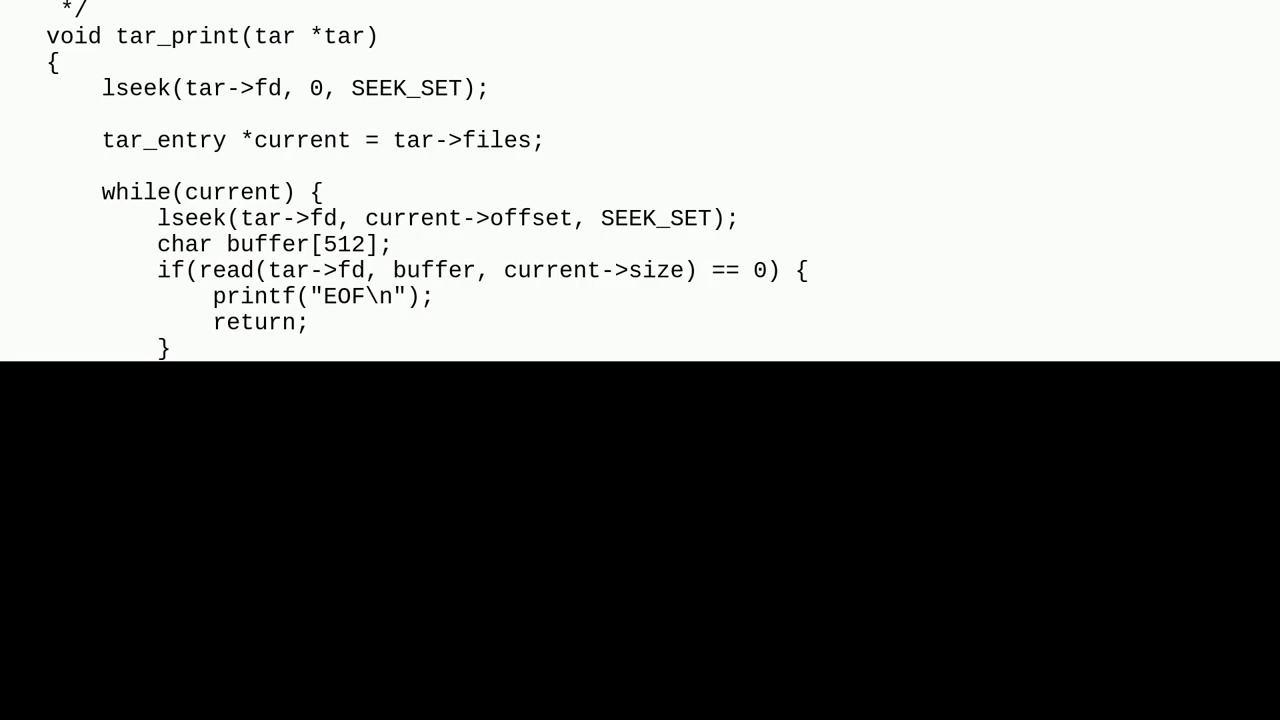 */
void tar_print(tar *tar)
{
    lseek(tar->fd, 0, SEEK_SET);
    tar_entry *current = tar->files;
    while(current) {
        lseek(tar->fd, current->offset, SEEK_SET);
        char buffer[512];
        if(read(tar->fd, buffer, current->size) == 0) {
            printf("EOF\n");
            return;
        }